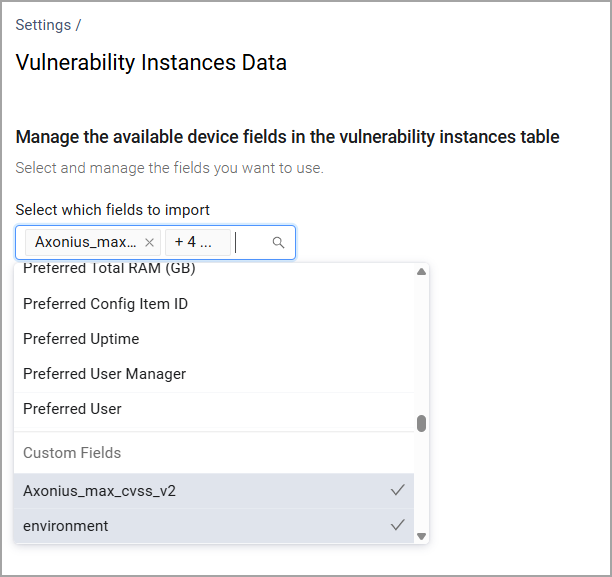 Settings /
Vulnerability Instances Data
Manage the available device fields in the vulnerability instances table
Select and manage the fields you want to use.
Select which fields to import
Axonius_max... × + 4 ...
Preferred Total RAM (GB)
Preferred Config Item ID
Preferred Uptime
Preferred User Manager
Preferred User
Custom Fields
Axonius_max_cvss_v2
environment